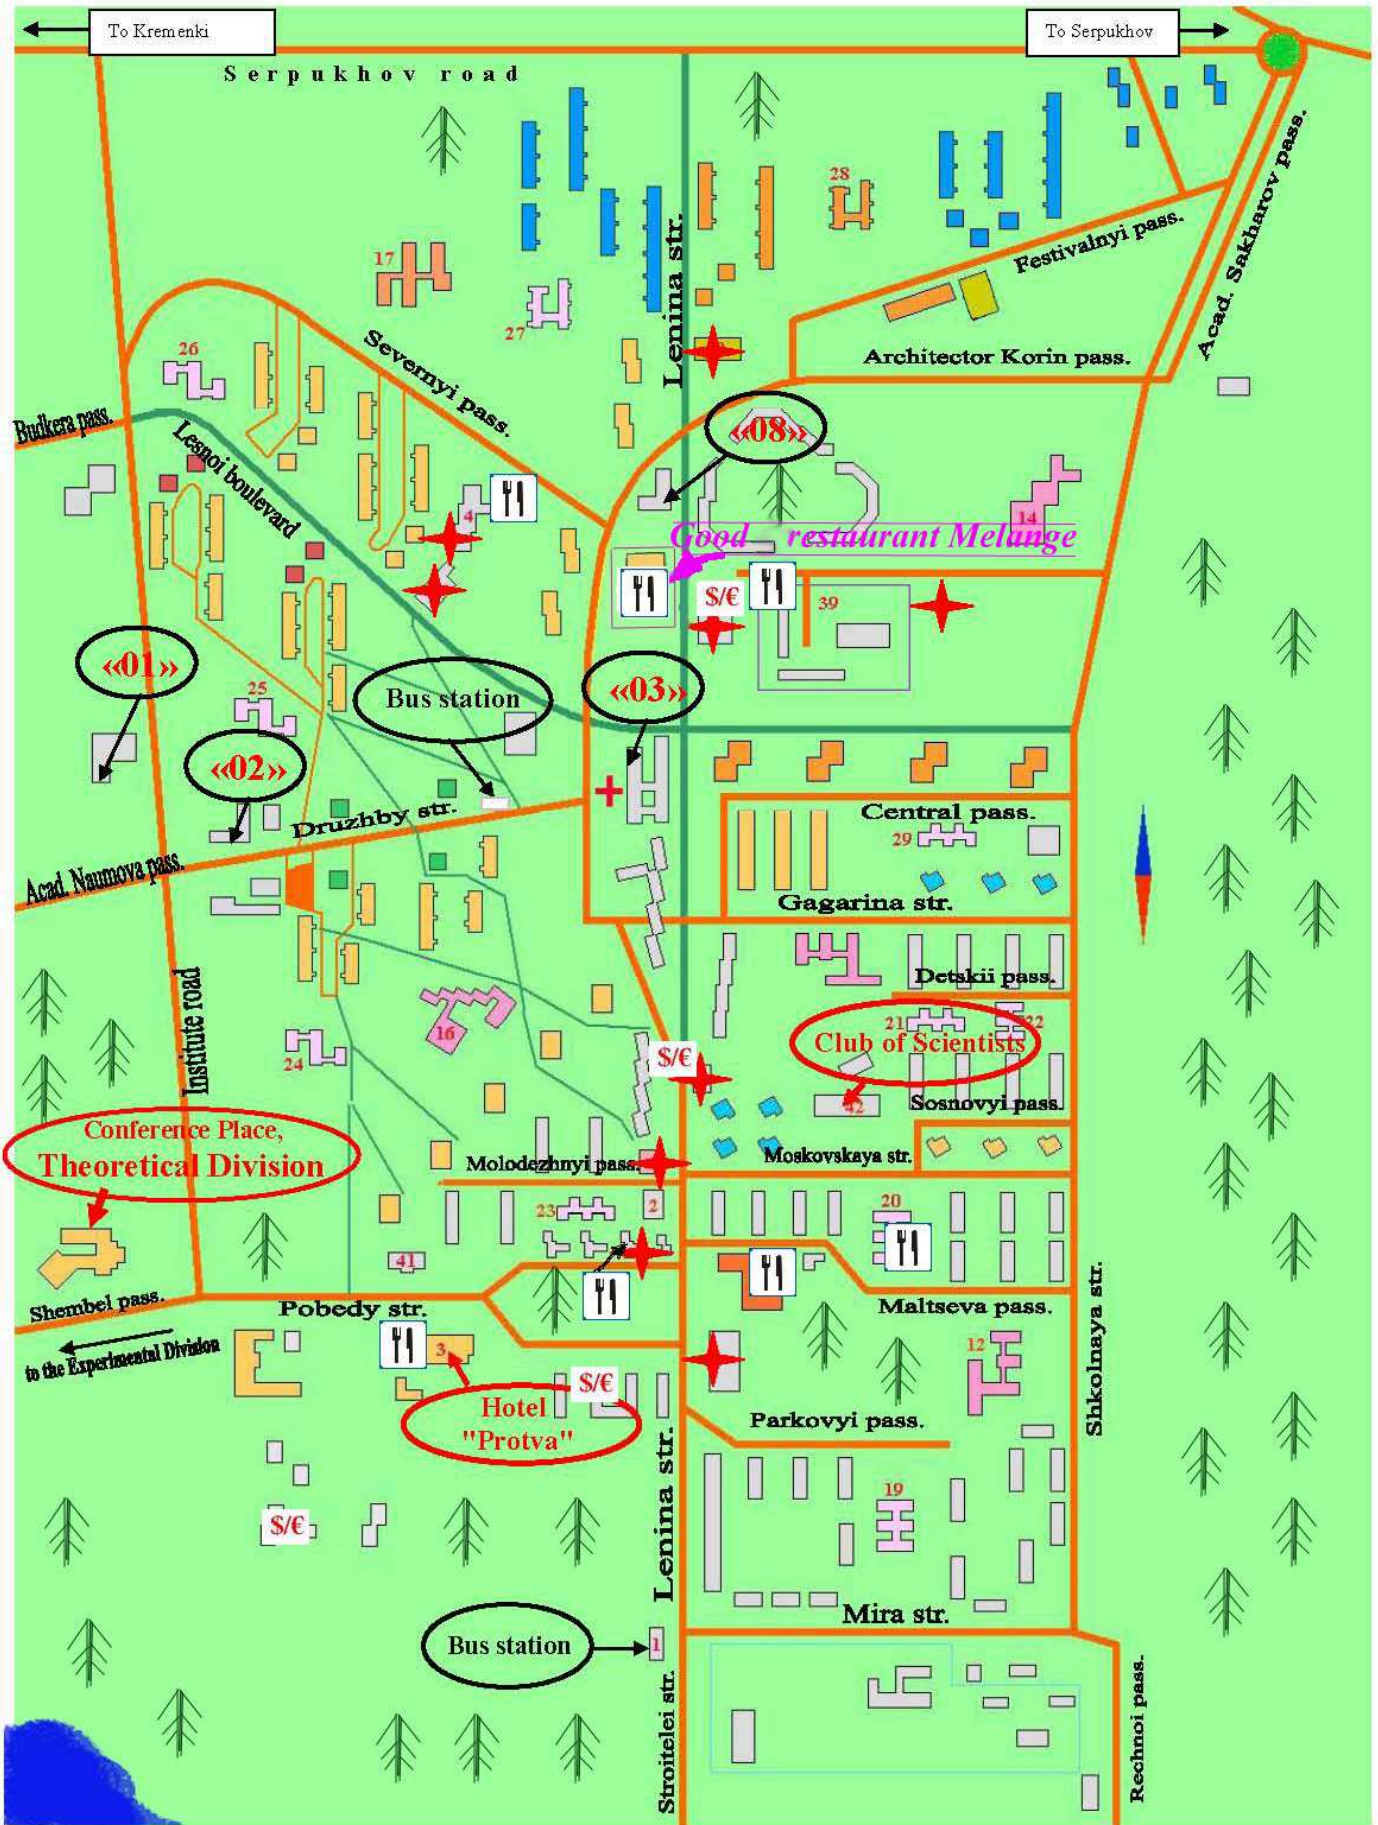 To Kremenki
To Serpukhov
Serpukhov road
Acad. Sakharov pass.
28
Lenina str.
Festivalnyi pass.
17
27
Severnyi pass.
Architector Korin pass.
26
Budkera pass.
Lesnoi boulevard
«08»
4
14
Good restaurant Melange
$/€
39
«01»
25
Bus station
«03»
«02»
Druzhby str.
Central pass.
29
Acad. Naumova pass.
Gagarina str.
Detskii pass.
Institute road
16
21
22
Club of Scientists
24
$/€
42
Sosnovyi pass.
Conference Place,
Theoretical Division
Molodezhnyi pass.
Moskovskaya str.
23
2
20
41
Shembel pass.
Pobedy str.
Maltseva pass.
to the Experimental Division
3
12
Shkolnaya str.
$/€
Hotel
"Protva"
Parkovyi pass.
Lenina str.
19
$/€
Mira str.
Bus station
1
Stroitelei str.
Rechnoi pass.